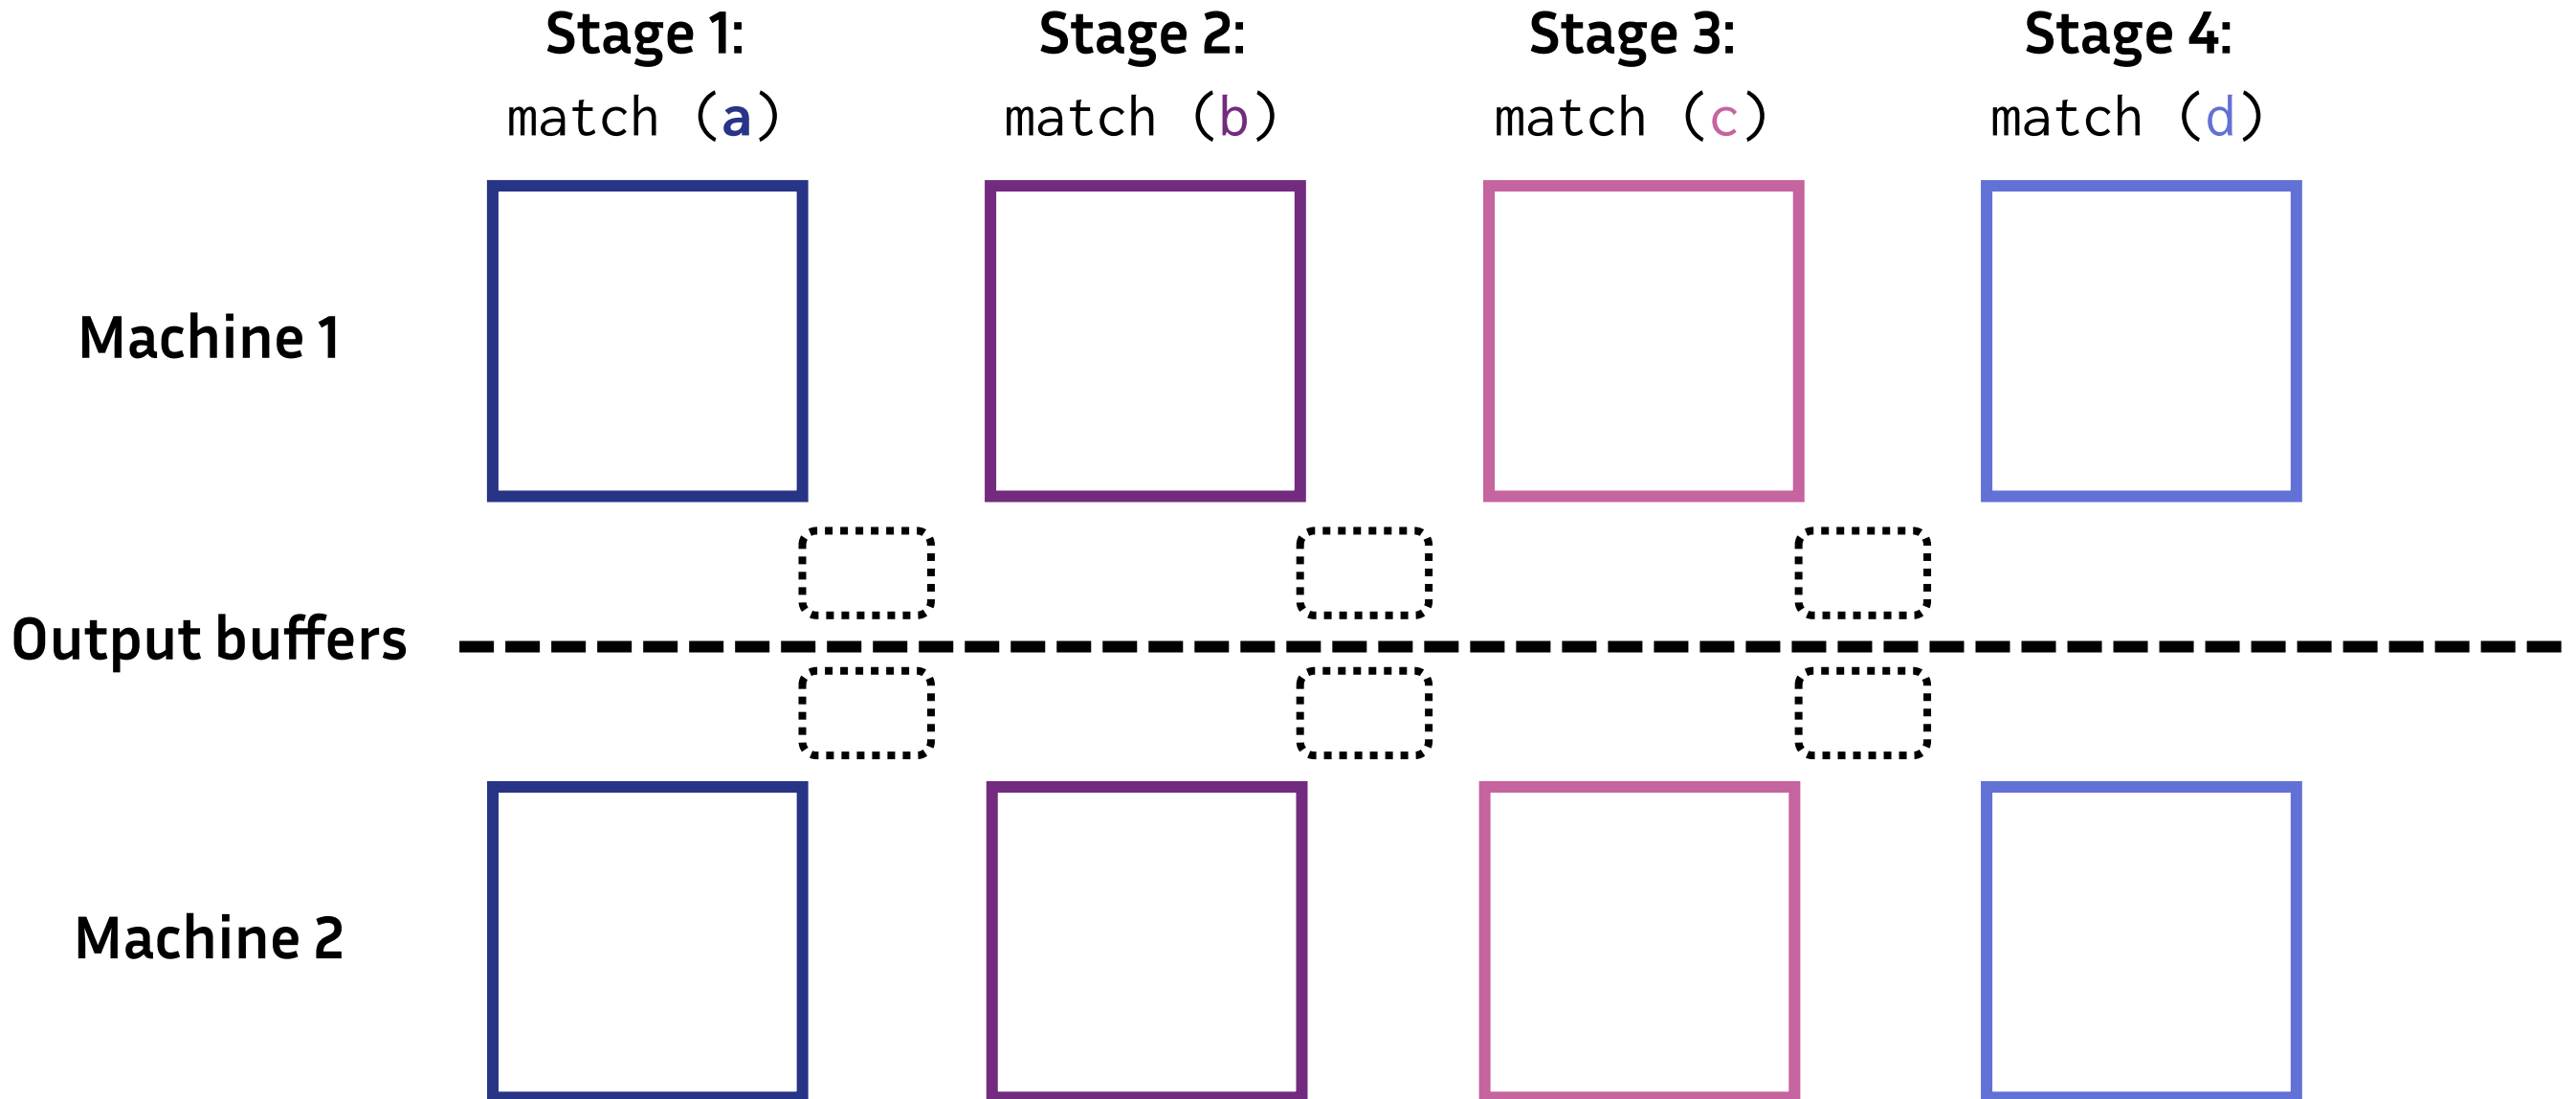 Stage 1:
Stage 2:
Stage 3:
Stage 4:
match (a)
match (b)
match (c)
match (d)
Machine 1
Output buffers
Machine 2